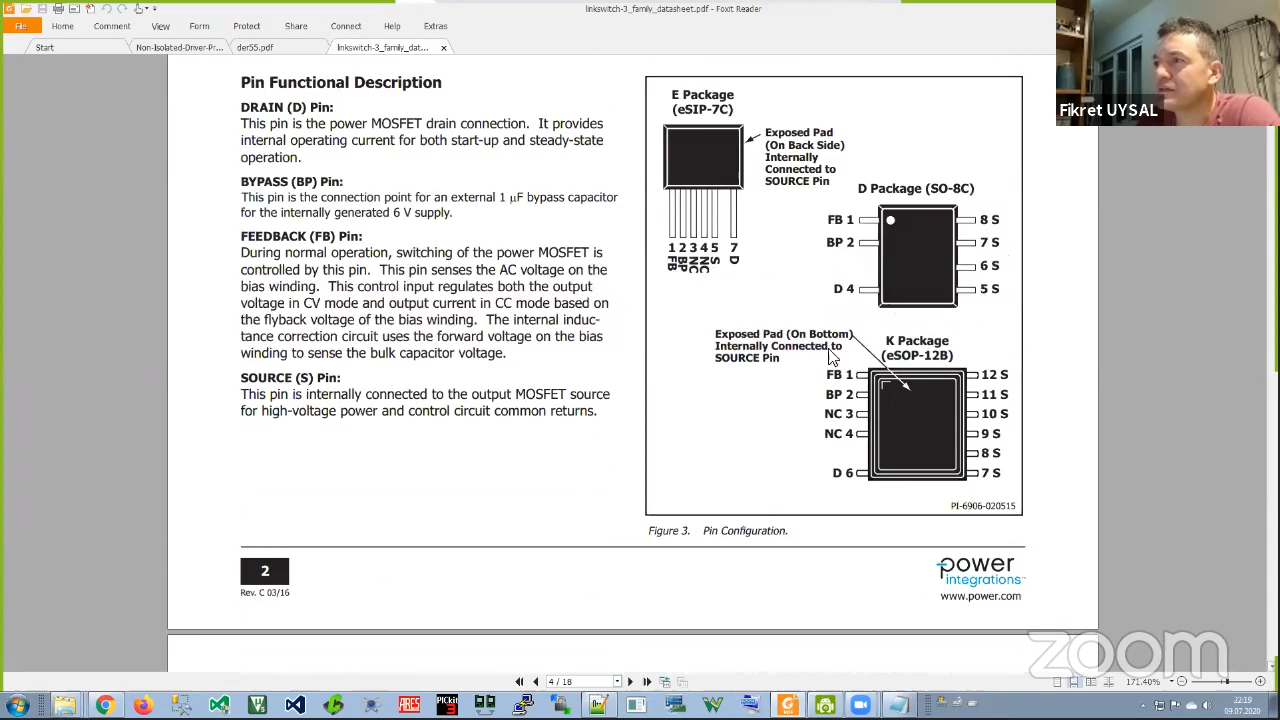 linkswitch-3_family_datasheet.pdf - Foxit Reader
File Home Comment View Form Protect Share Connect Help Extras
Start Non-Isolated-Driver-Pr... der55.pdf linkswitch-3_family_dat...
Fikret UYSAL
Pin Functional Description
DRAIN (D) Pin:
This pin is the power MOSFET drain connection. It provides
internal operating current for both start-up and steady-state
operation.
BYPASS (BP) Pin:
This pin is the connection point for an external 1 μF bypass capacitor
for the internally generated 6 V supply.
FEEDBACK (FB) Pin:
During normal operation, switching of the power MOSFET is
controlled by this pin. This pin senses the AC voltage on the
bias winding. This control input regulates both the output
voltage in CV mode and output current in CC mode based on
the flyback voltage of the bias winding. The internal induc-
tance correction circuit uses the forward voltage on the bias
winding to sense the bulk capacitor voltage.
SOURCE (S) Pin:
This pin is internally connected to the output MOSFET source
for high-voltage power and control circuit common returns.
E Package
(eSIP-7C)
Exposed Pad
(On Back Side)
Internally
Connected to
SOURCE Pin
1 2 3 4 5 7
FB BP NC NC S D
D Package (SO-8C)
FB 1 8 S
BP 2 7 S
6 S
D 4 5 S
Exposed Pad (On Bottom)
Internally Connected to
SOURCE Pin
K Package
(eSOP-12B)
FB 1 12 S
BP 2 11 S
NC 3 10 S
NC 4 9 S
8 S
D 6 7 S
PI-6906-020515
Figure 3. Pin Configuration.
2
Rev. C 03/16
power
integrations™
www.power.com
zoom
4 / 18
171.40%
ARES
PICkit
3
22:19
09.07.2020